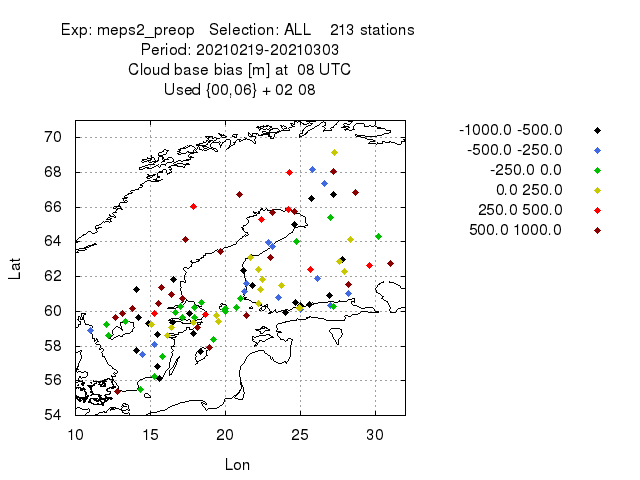 Exp: meps2_preop Selection: ALL 213 stations
Period: 20210219-20210303
Cloud base bias [m] at 08 UTC
Used {00,06} + 02 08
-1000.0 -500.0
-500.0 -250.0
-250.0 0.0
0.0 250.0
250.0 500.0
500.0 1000.0
70
68
66
64
62
60
58
56
54
Lat
10 15 20 25 30
Lon